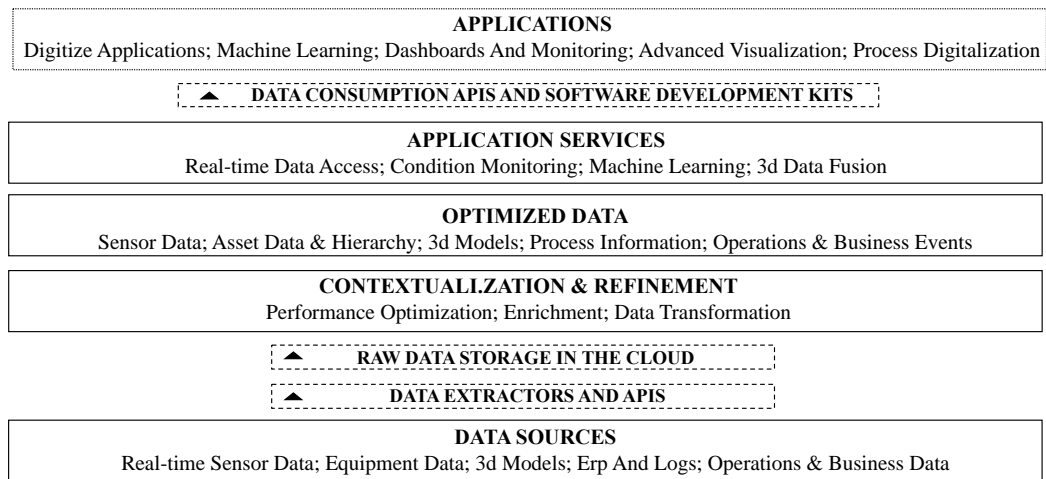 APPLICATIONS
Digitize Applications; Machine Learning; Dashboards And Monitoring; Advanced Visualization; Process Digitalization
DATA CONSUMPTION APIS AND SOFTWARE DEVELOPMENT KITS
APPLICATION SERVICES
Real-time Data Access; Condition Monitoring; Machine Learning; 3d Data Fusion
OPTIMIZED DATA
Sensor Data; Asset Data & Hierarchy; 3d Models; Process Information; Operations & Business Events
CONTEXTUALI.ZATION & REFINEMENT
Performance Optimization; Enrichment; Data Transformation
RAW DATA STORAGE IN THE CLOUD
DATA EXTRACTORS AND APIS
DATA SOURCES
Real-time Sensor Data; Equipment Data; 3d Models; Erp And Logs; Operations & Business Data